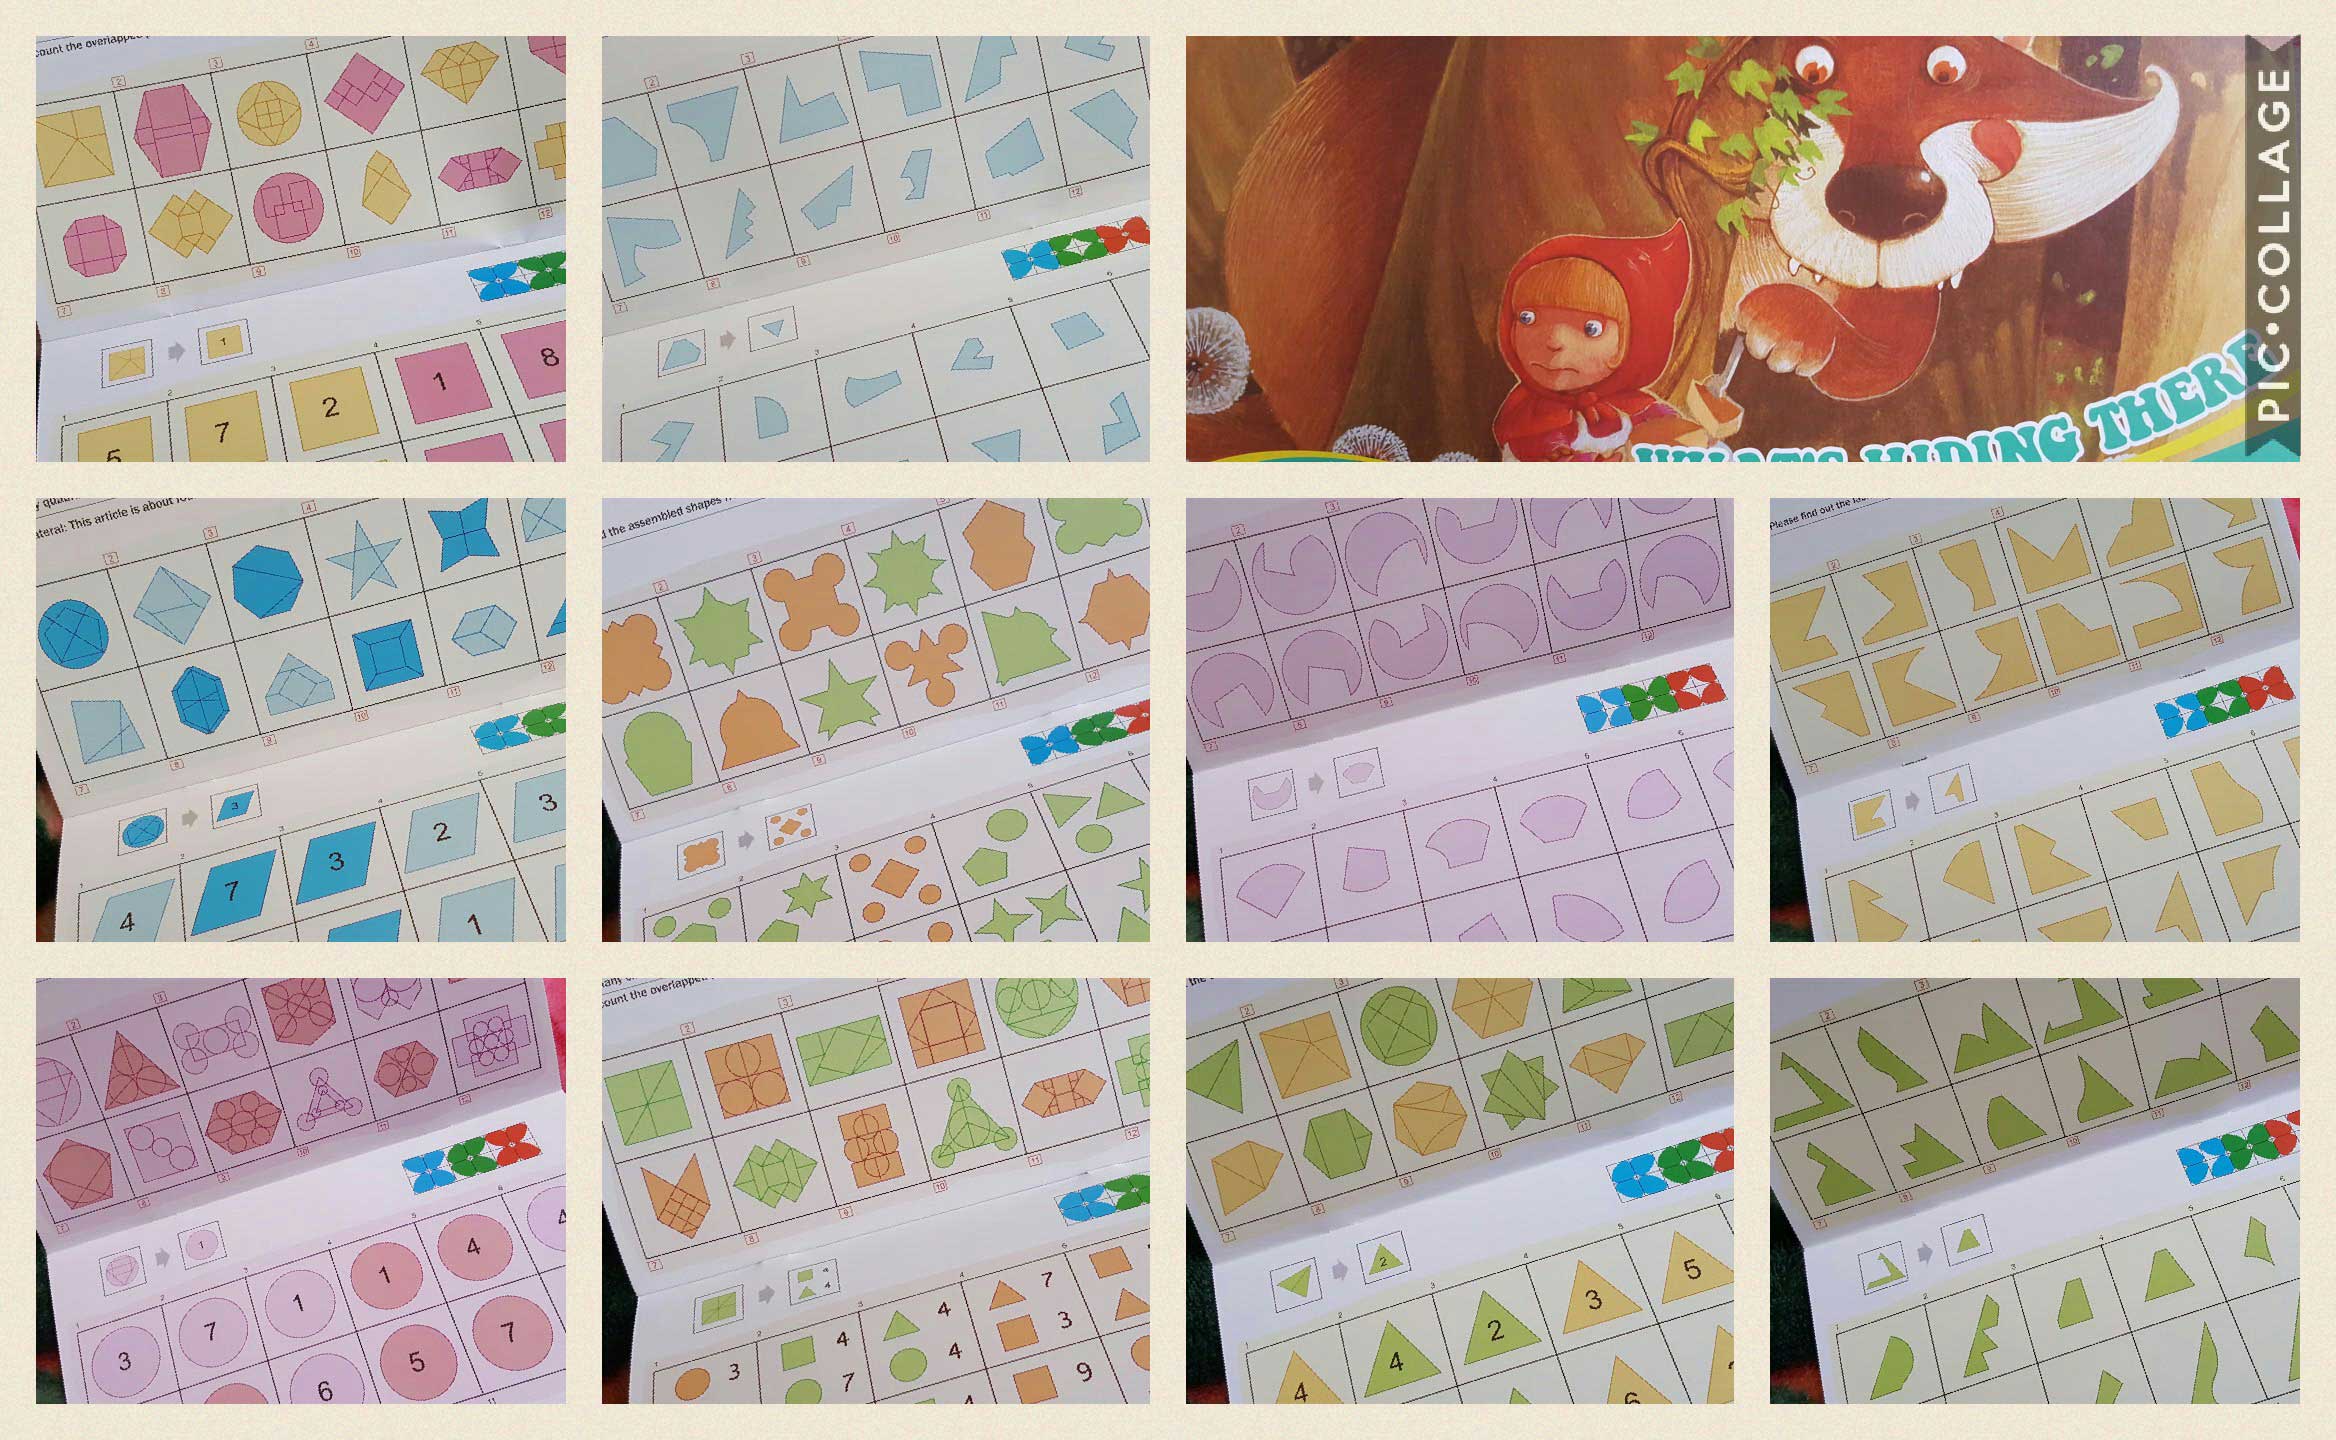 count the overlapped
2 3 4
7 8 9 10 11 12
1
2 3 4 5
5 7 2 1 8
2 3
7 8 9 10 11 12
2 3 4 5 6
WHAT'S HIDING THERE
PIC•COLLAGE
quad
ateral: This article is about fou
2 3 4
7 8 9 10 11 12
3
2 3 4 5
4 7 3 2 3
1
d the assembled shapes
2 3 4 5
7 8 9 10 11 12
1 2 3 4 5 6
2 3
7 8 9 10 11 12
1 2 3 4 5 6
Please find out the
2 3 4
7 8 9 10 11 12
1 2 3 4 5 6
2 3
7 8 9 10 11 12
1
1 2 3 4 5 6
3 7 1 1 4 4
6 5 7
11
any
count the overlapped
2 3
7 8 9 10 11 12
4
4
1 2 3 4 5
3 4 4 7
7 4 3
4 9
2 3
7 8 9 10 11 12
2
1 2 3 4 5 6
4 4 2 3 5
6
2 3
7 8 9 10 11 12
1 2 3 4 5 6